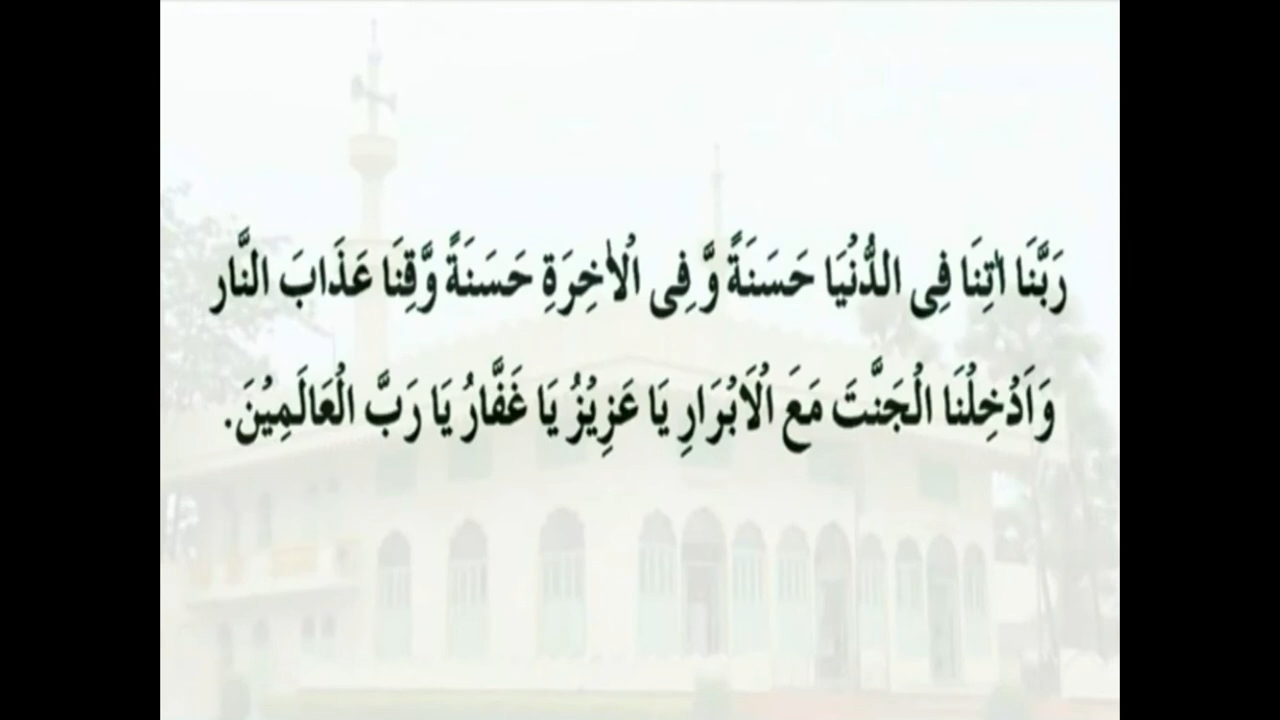 رَبَّنَا اٰتِنَا فِی الدُّنْیَا حَسَنَةً وَّ فِی الْاٰخِرَةِ حَسَنَةً وَّقِنَا عَذَابَ النَّار
وَاَدْخِلْنَا الْجَنَّتَ مَعَ الْاَبْرَارِ یَا عَزِیْزُ یَا غَفَّارُ یَا رَبَّ الْعَالَمِیْنَ.